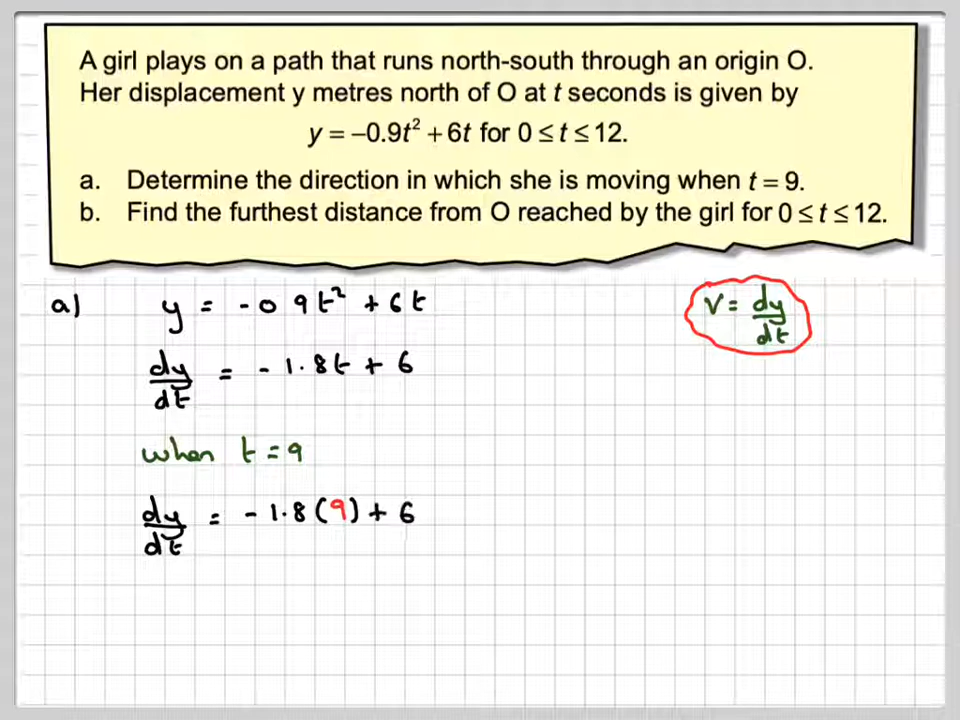 A girl plays on a path that runs north-south through an origin O.
Her displacement y metres north of O at t seconds is given by
y = –0.9t² + 6t for 0 ≤ t ≤ 12.
a. Determine the direction in which she is moving when t = 9.
b. Find the furthest distance from O reached by the girl for 0 ≤ t ≤ 12.
a) y = - 0 9t² + 6t
V = dy/dt
dy/dt = - 1.8t + 6
when t = 9
dy/dt = - 1.8(9) + 6